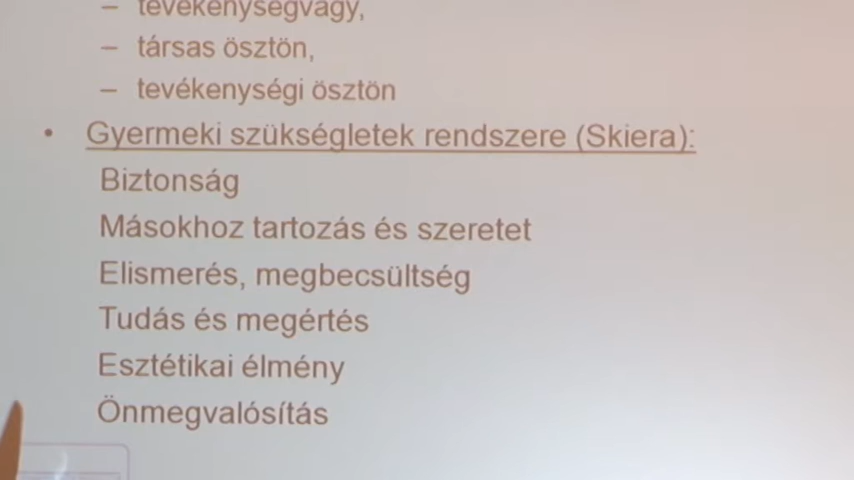 – tevékenységvágy,
– társas ösztön,
– tevékenységi ösztön
• Gyermeki szükségletek rendszere (Skiera):
Biztonság
Másokhoz tartozás és szeretet
Elismerés, megbecsültség
Tudás és megértés
Esztétikai élmény
Önmegvalósítás